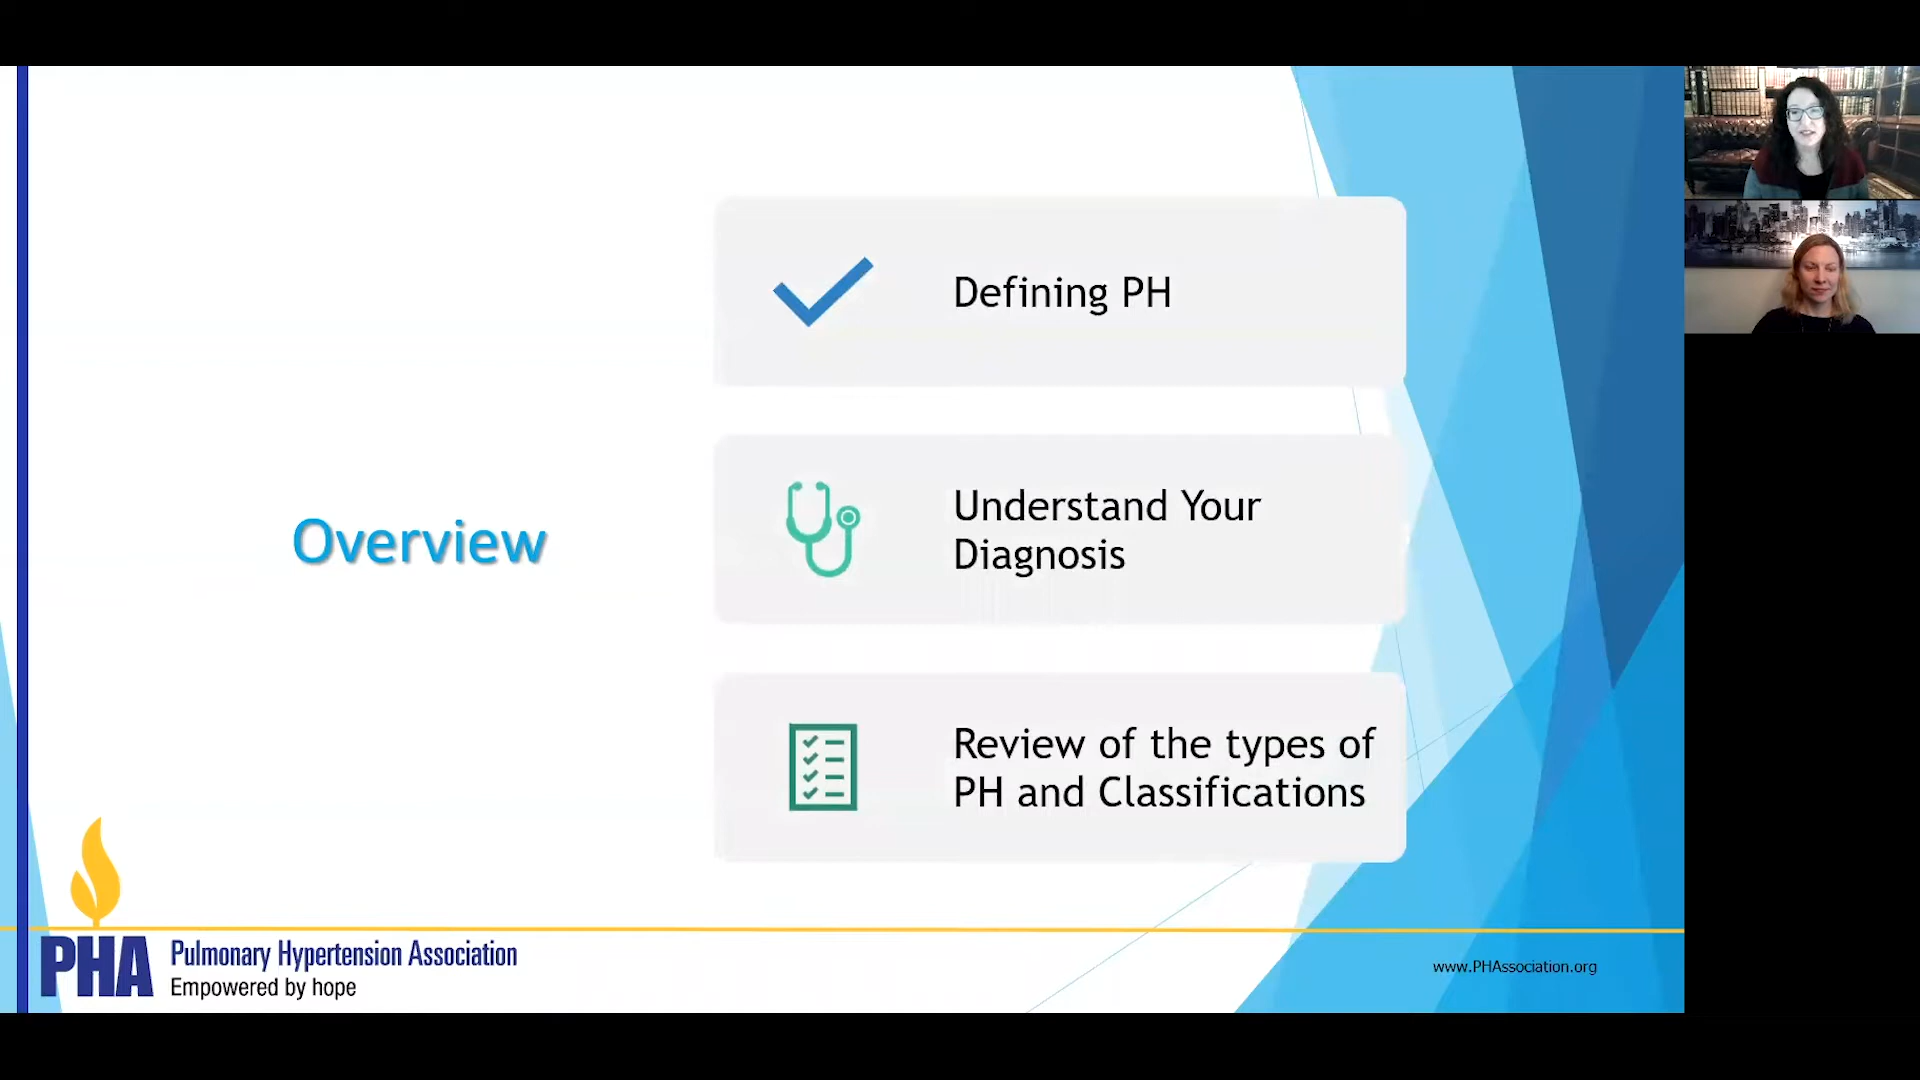 Overview
Defining PH
Understand Your
Diagnosis
Review of the types of
PH and Classifications
PHA
Pulmonary Hypertension Association
Empowered by hope
www.PHAssociation.org